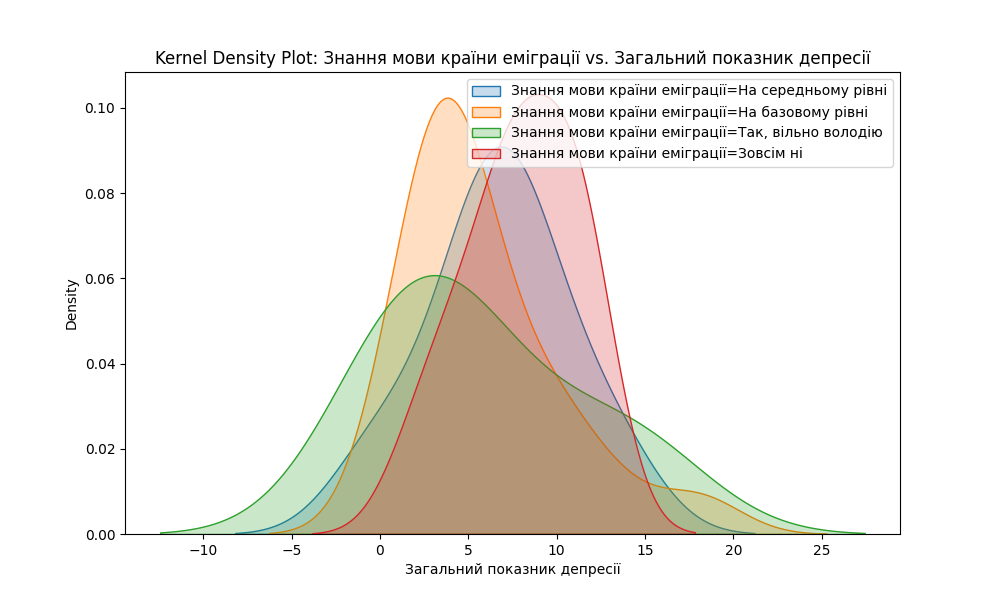 Kernel Density Plot: Знання мови країни еміграції vs. Загальний показник депресії
Знання мови країни еміграції=На середньому рівні
Знання мови країни еміграції=На базовому рівні
Знання мови країни еміграції=Так, вільно володію
Знання мови країни еміграції=Зовсім ні
0.10
0.08
0.06
0.04
0.02
0.00
Density
−10 −5 0 5 10 15 20 25
Загальний показник депресії